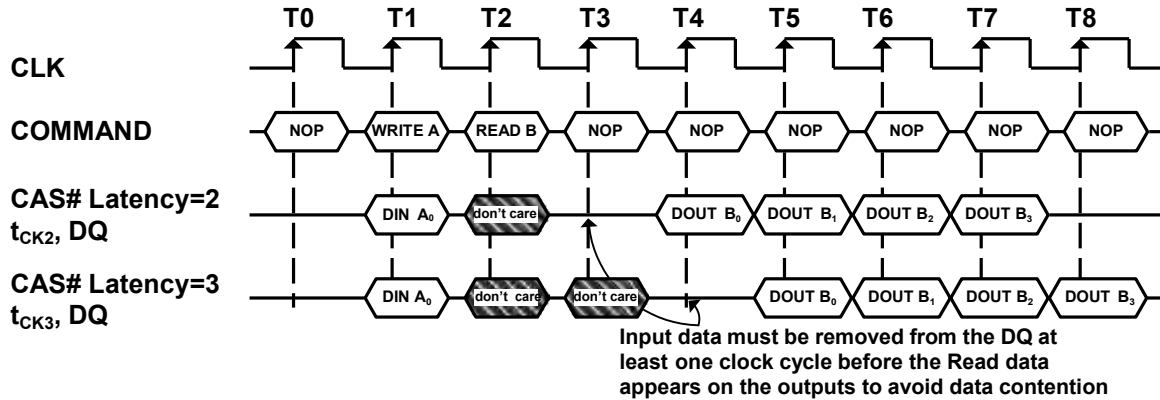 T0 T1 T2 T3 T4 T5 T6 T7 T8
CLK
COMMAND NOP WRITE A READ B NOP NOP NOP NOP NOP NOP
CAS# Latency=2
tCK2, DQ DIN A0 don't care DOUT B0 DOUT B1 DOUT B2 DOUT B3
CAS# Latency=3
tCK3, DQ DIN A0 don't care don't care DOUT B0 DOUT B1 DOUT B2 DOUT B3
Input data must be removed from the DQ at
least one clock cycle before the Read data
appears on the outputs to avoid data contention